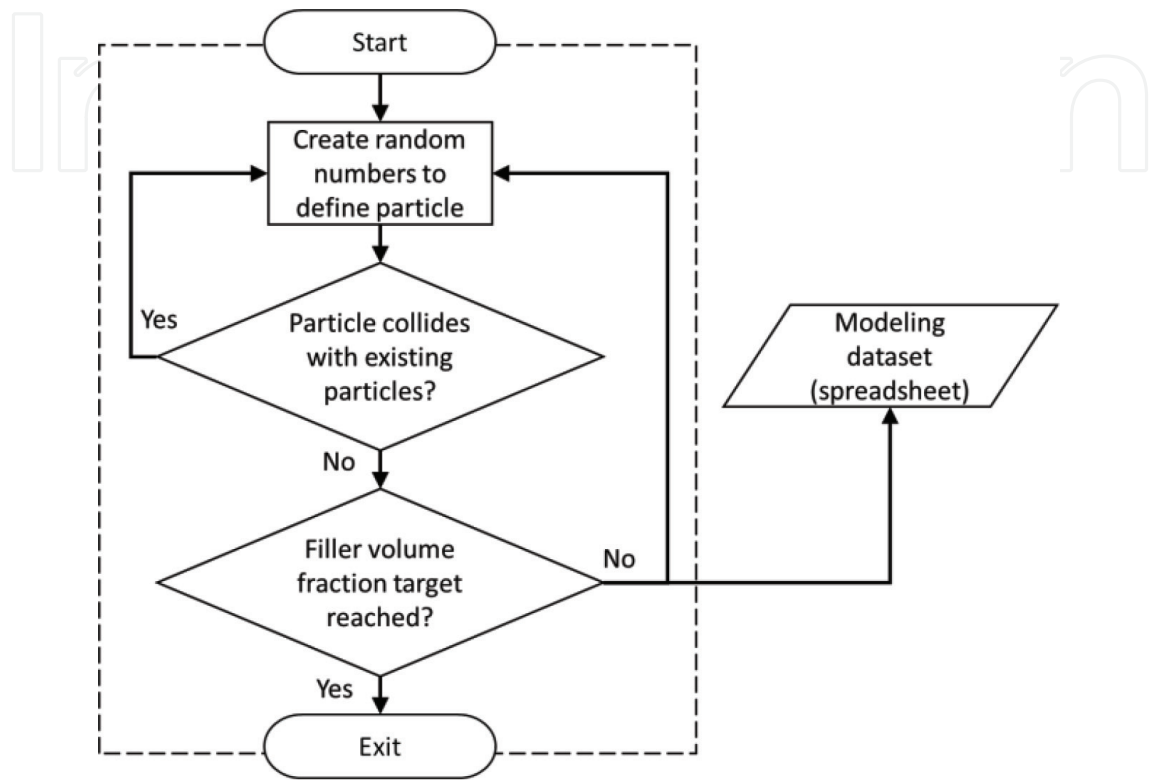 Start
Create random
numbers to
define particle
Yes
Particle collides
with existing
particles?
Modeling
dataset
(spreadsheet)
No
Filler volume
fraction target
reached?
No
Yes
Exit